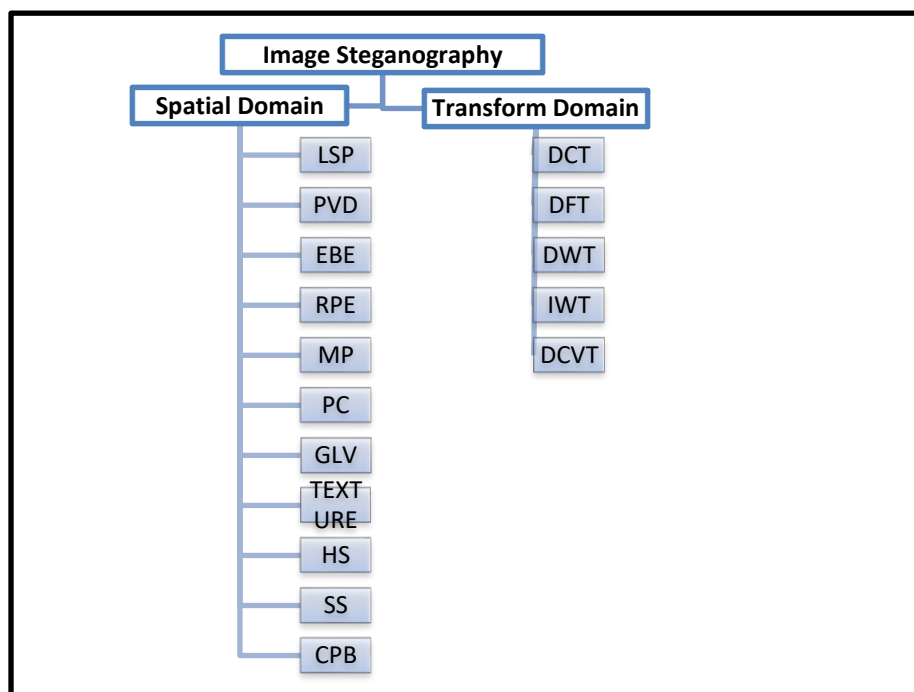 Image Steganography
Spatial Domain
LSP
PVD
EBE
RPE
MP
PC
GLV
TEXT
URE
HS
SS
CPB
Transform Domain
DCT
DFT
DWT
IWT
DCVT